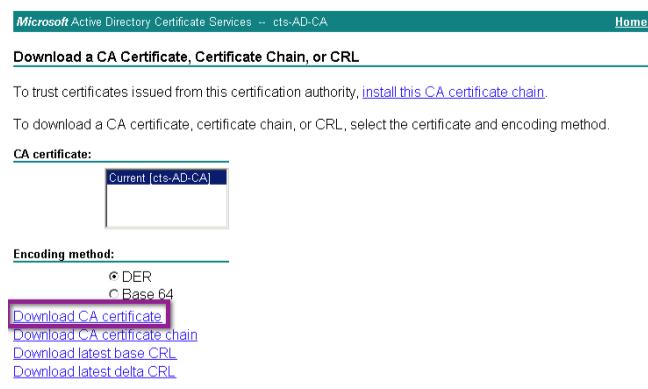 Microsoft Active Directory Certificate Services -- cts-AD-CA Home
Download a CA Certificate, Certificate Chain, or CRL
To trust certificates issued from this certification authority, install this CA certificate chain.
To download a CA certificate, certificate chain, or CRL, select the certificate and encoding method.
CA certificate:
Current [cts-AD-CA]
Encoding method:
DER
Base 64
Download CA certificate
Download CA certificate chain
Download latest base CRL
Download latest delta CRL